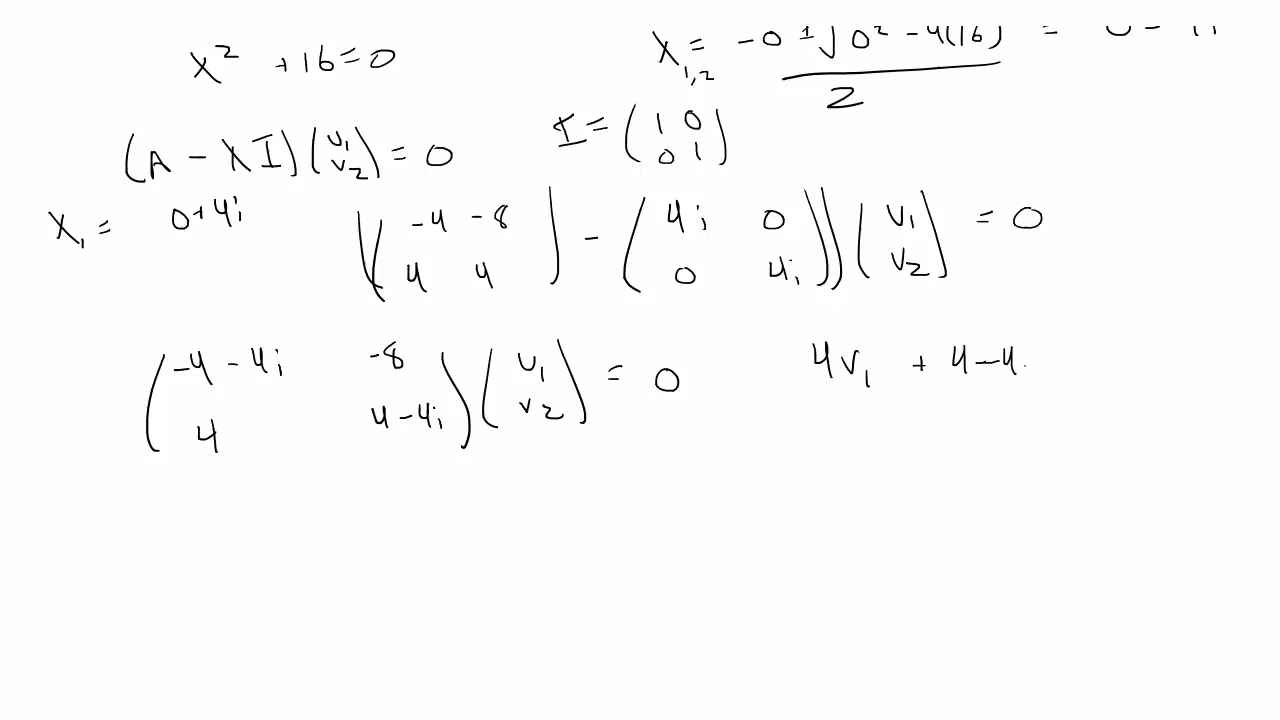 x² + 16 = 0
x₁,₂ = (-0 ± √(0² - 4(16))) / 2 =
(A - λI)(v₁ v₂) = 0
I = (1 0 0 1)
λ₁ = 0+4i
((-4 -8 4 4) - (4i 0 0 4i))(v₁ v₂) = 0
(-4-4i -8 4 4-4i)(v₁ v₂) = 0
4v₁ + 4-4